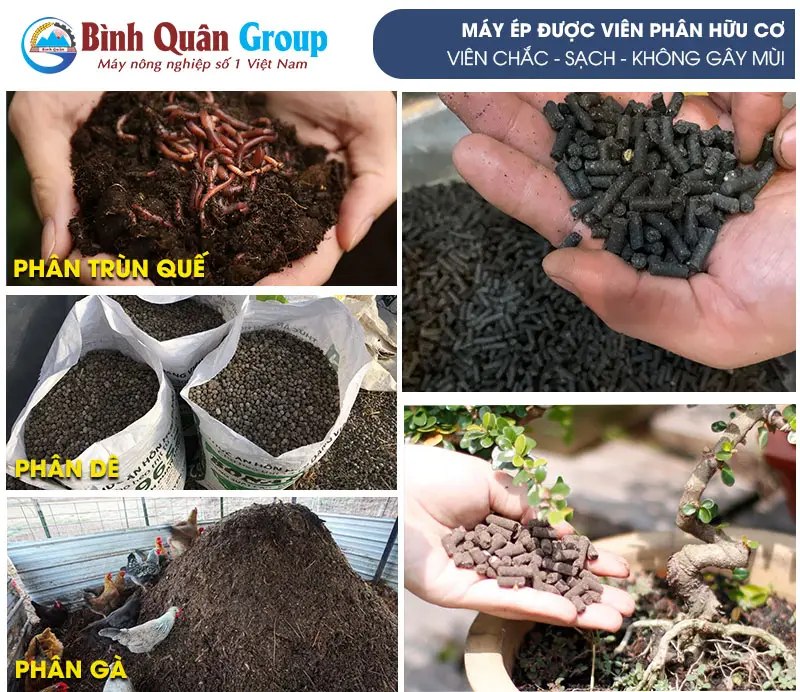 Bình Quân Group
Máy nông nghiệp số 1 Việt Nam
MÁY ÉP ĐƯỢC VIÊN PHÂN HỮU CƠ
VIÊN CHẮC - SẠCH - KHÔNG GÂY MÙI
PHÂN TRÙN QUẾ
PHÂN DÊ
PHÂN GÀ